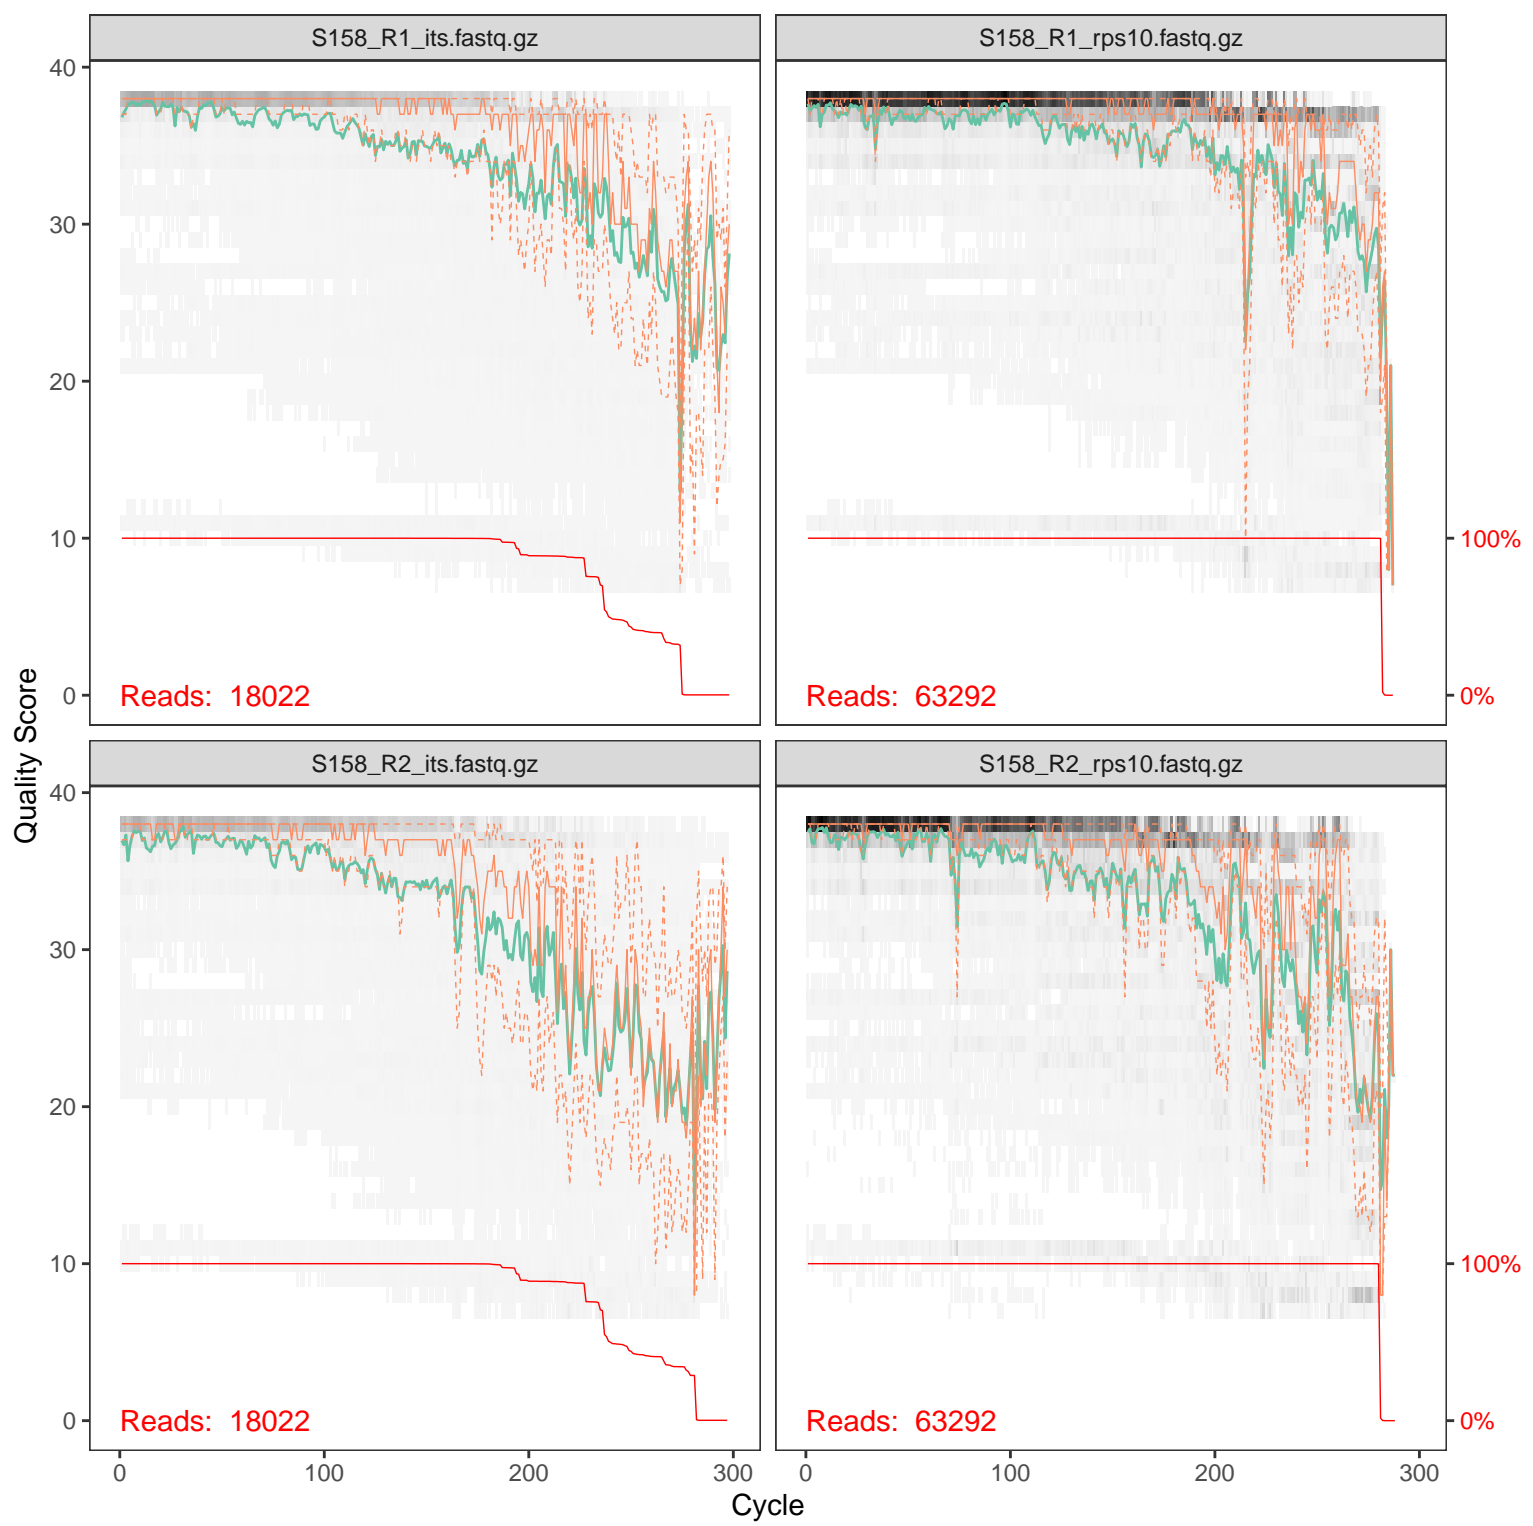 S158_R1_its.fastq.gz
S158_R1_rps10.fastq.gz
40
30
20
10
0
Reads: 18022
Reads: 63292
100%
0%
Quality Score
S158_R2_its.fastq.gz
S158_R2_rps10.fastq.gz
40
30
20
10
0
Reads: 18022
Reads: 63292
100%
0%
0 100 200 300 0 100 200 300
Cycle